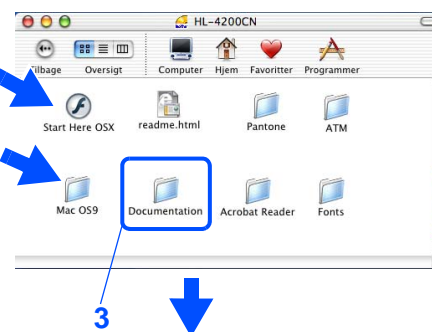 HL-4200CN
Tilbage Oversigt Computer Hjem Favoritter Programmer
Start Here OSX readme.html Pantone ATM
Mac OS9 Documentation Acrobat Reader Fonts
3